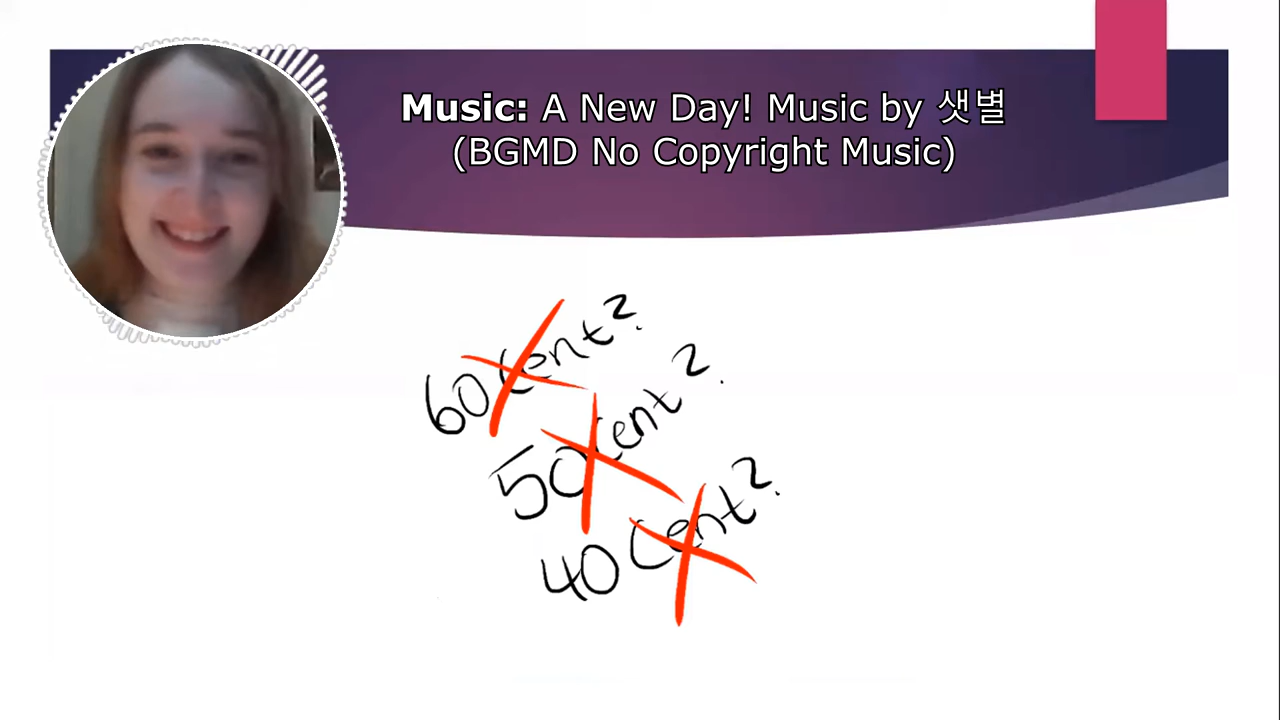 Music: A New Day! Music by 샛별
(BGMD No Copyright Music)
60 Cent?
50 Cent?
40 Cent?